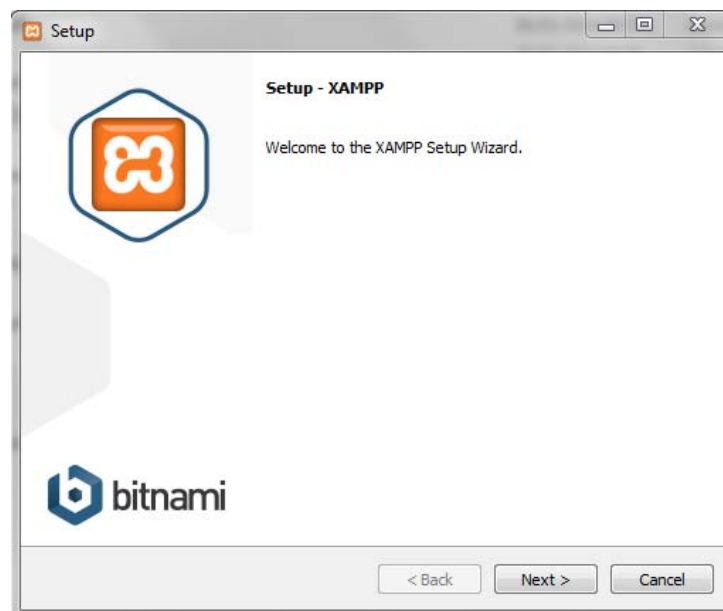 Setup
Setup - XAMPP
Welcome to the XAMPP Setup Wizard.
bitnami
< Back
Next >
Cancel